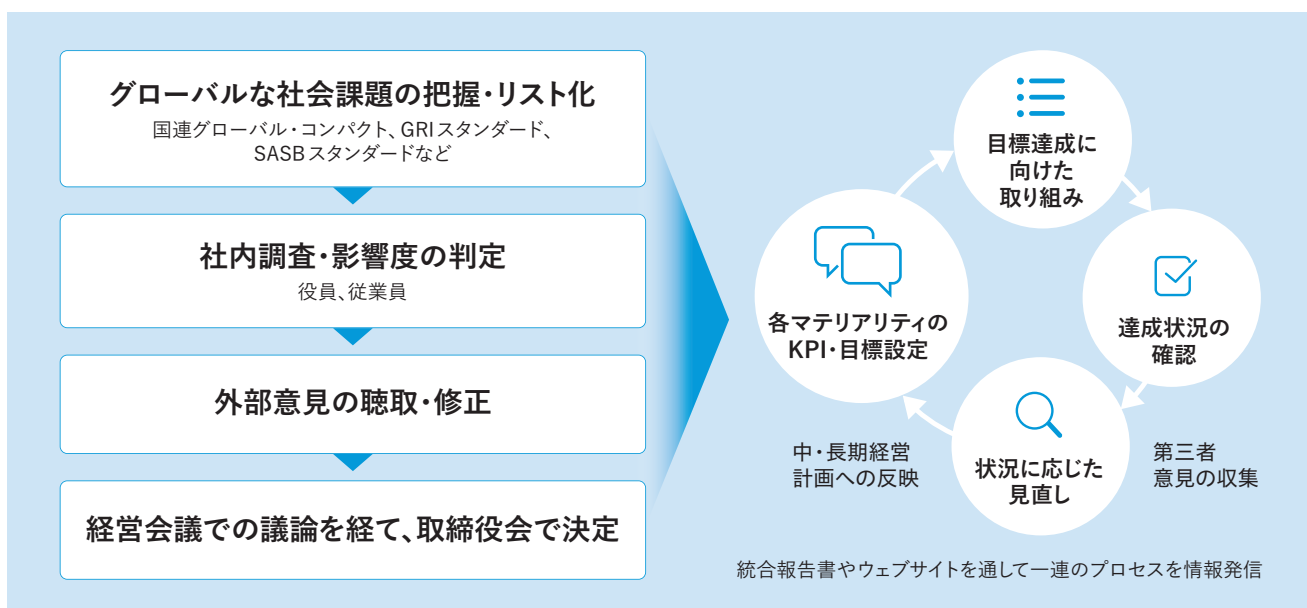 グローバルな社会課題の把握・リスト化
国連グローバル・コンパクト、GRIスタンダード、
SASBスタンダードなど
社内調査・影響度の判定
役員、従業員
外部意見の聴取・修正
経営会議での議論を経て、取締役会で決定
目標達成に
向けた
取り組み
各マテリアリティの
KPI・目標設定
達成状況の
確認
状況に応じた
見直し
中・長期経営
計画への反映
第三者
意見の収集
統合報告書やウェブサイトを通して一連のプロセスを情報発信